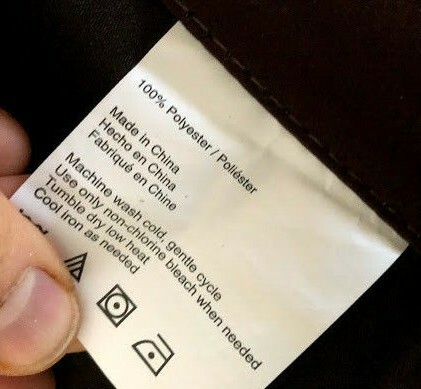 100% Polyester / Poliéster
Made in China
Hecho en China
Fabriqué en Chine
Machine wash cold, gentle cycle
Use only non-chlorine bleach when needed
Tumble dry low heat
Cool iron as needed